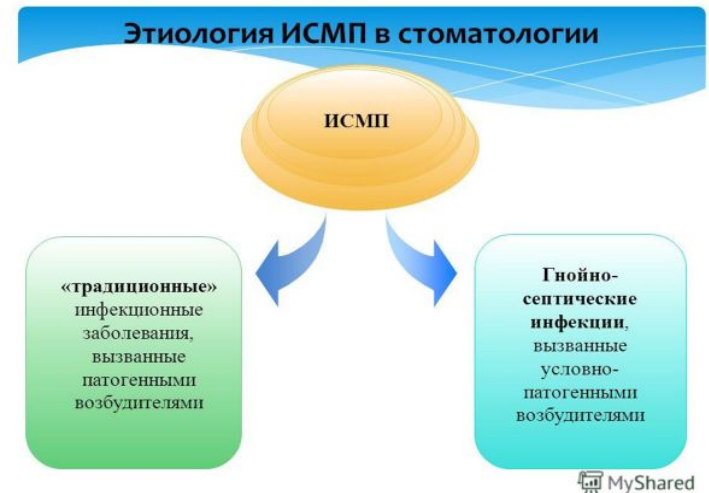 Этиология ИСМП в стоматологии
ИСМП
«традиционные»
инфекционные
заболевания,
вызванные
патогенными
возбудителями
Гнойно-
септические
инфекции,
вызванные
условно-
патогенными
возбудителями
MyShared